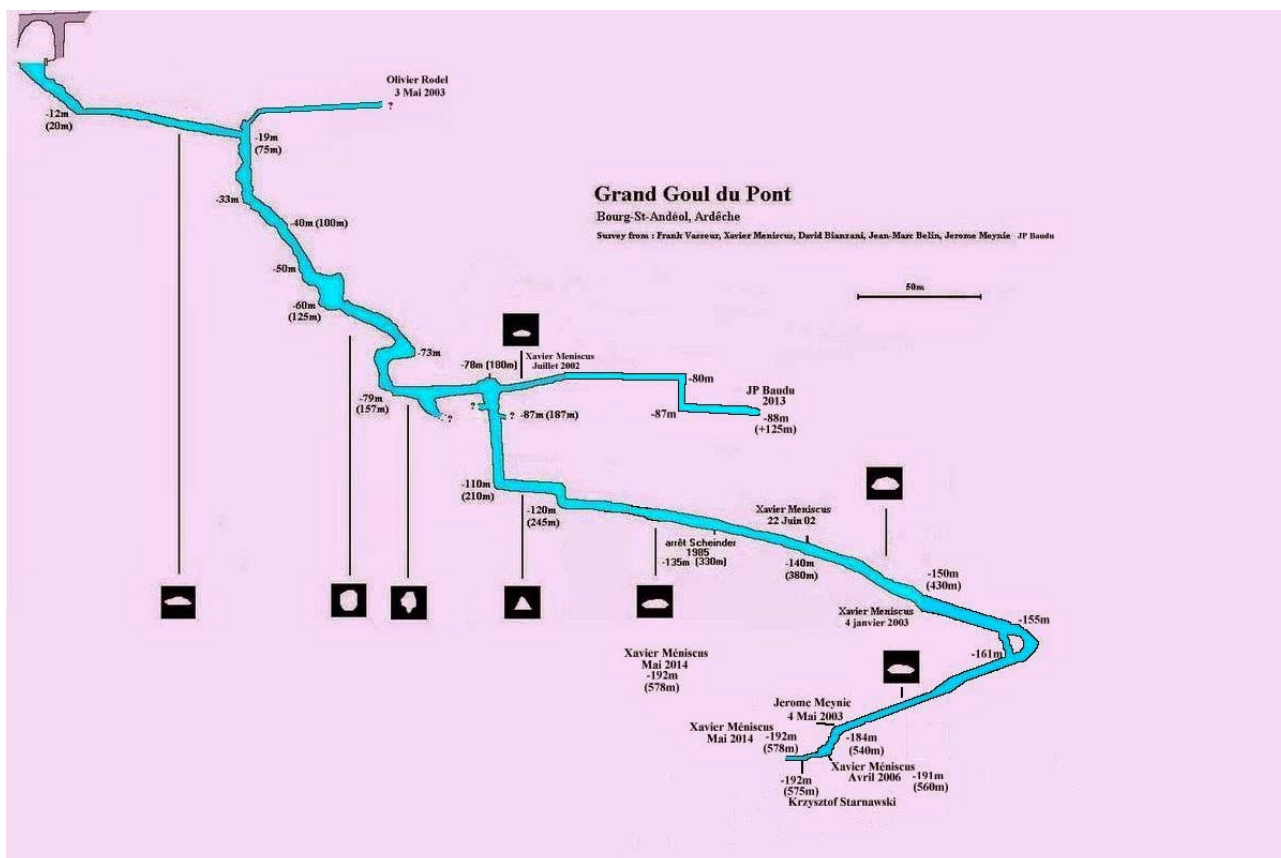 Olivier Rodel
3 Mai 2003
?
-12m
(20m)
-19m
(75m)
Grand Goul du Pont
Bourg-St-Andéol, Ardêche
Survey from : Frank Vasseur, Xavier Meniscus, David Bianzani, Jean-Marc Belin, Jerome Meynie JP Baudu
-33m
-40m (100m)
-50m
50m
-60m
(125m)
-73m
Xavier Meniscus
Juillet 2002
-78m (180m)
-80m
-79m
(157m)
?
?
?
-87m (187m)
-87m
JP Baudu
2013
-88m
(+125m)
-110m
(210m)
-120m
(245m)
arrêt Scheinder
1985
-135m (330m)
Xavier Meniscus
22 Juin 02
-140m
(380m)
-150m
(430m)
Xavier Meniscus
4 janvier 2003
-155m
-161m
Xavier Méniscus
Mai 2014
-192m
(578m)
Jerome Meynie
4 Mai 2003
Xavier Méniscus
Mai 2014
-192m
(578m)
-184m
(540m)
Xavier Méniscus
Avril 2006
-191m
(560m)
-192m
(575m)
Krzysztof Starnawski